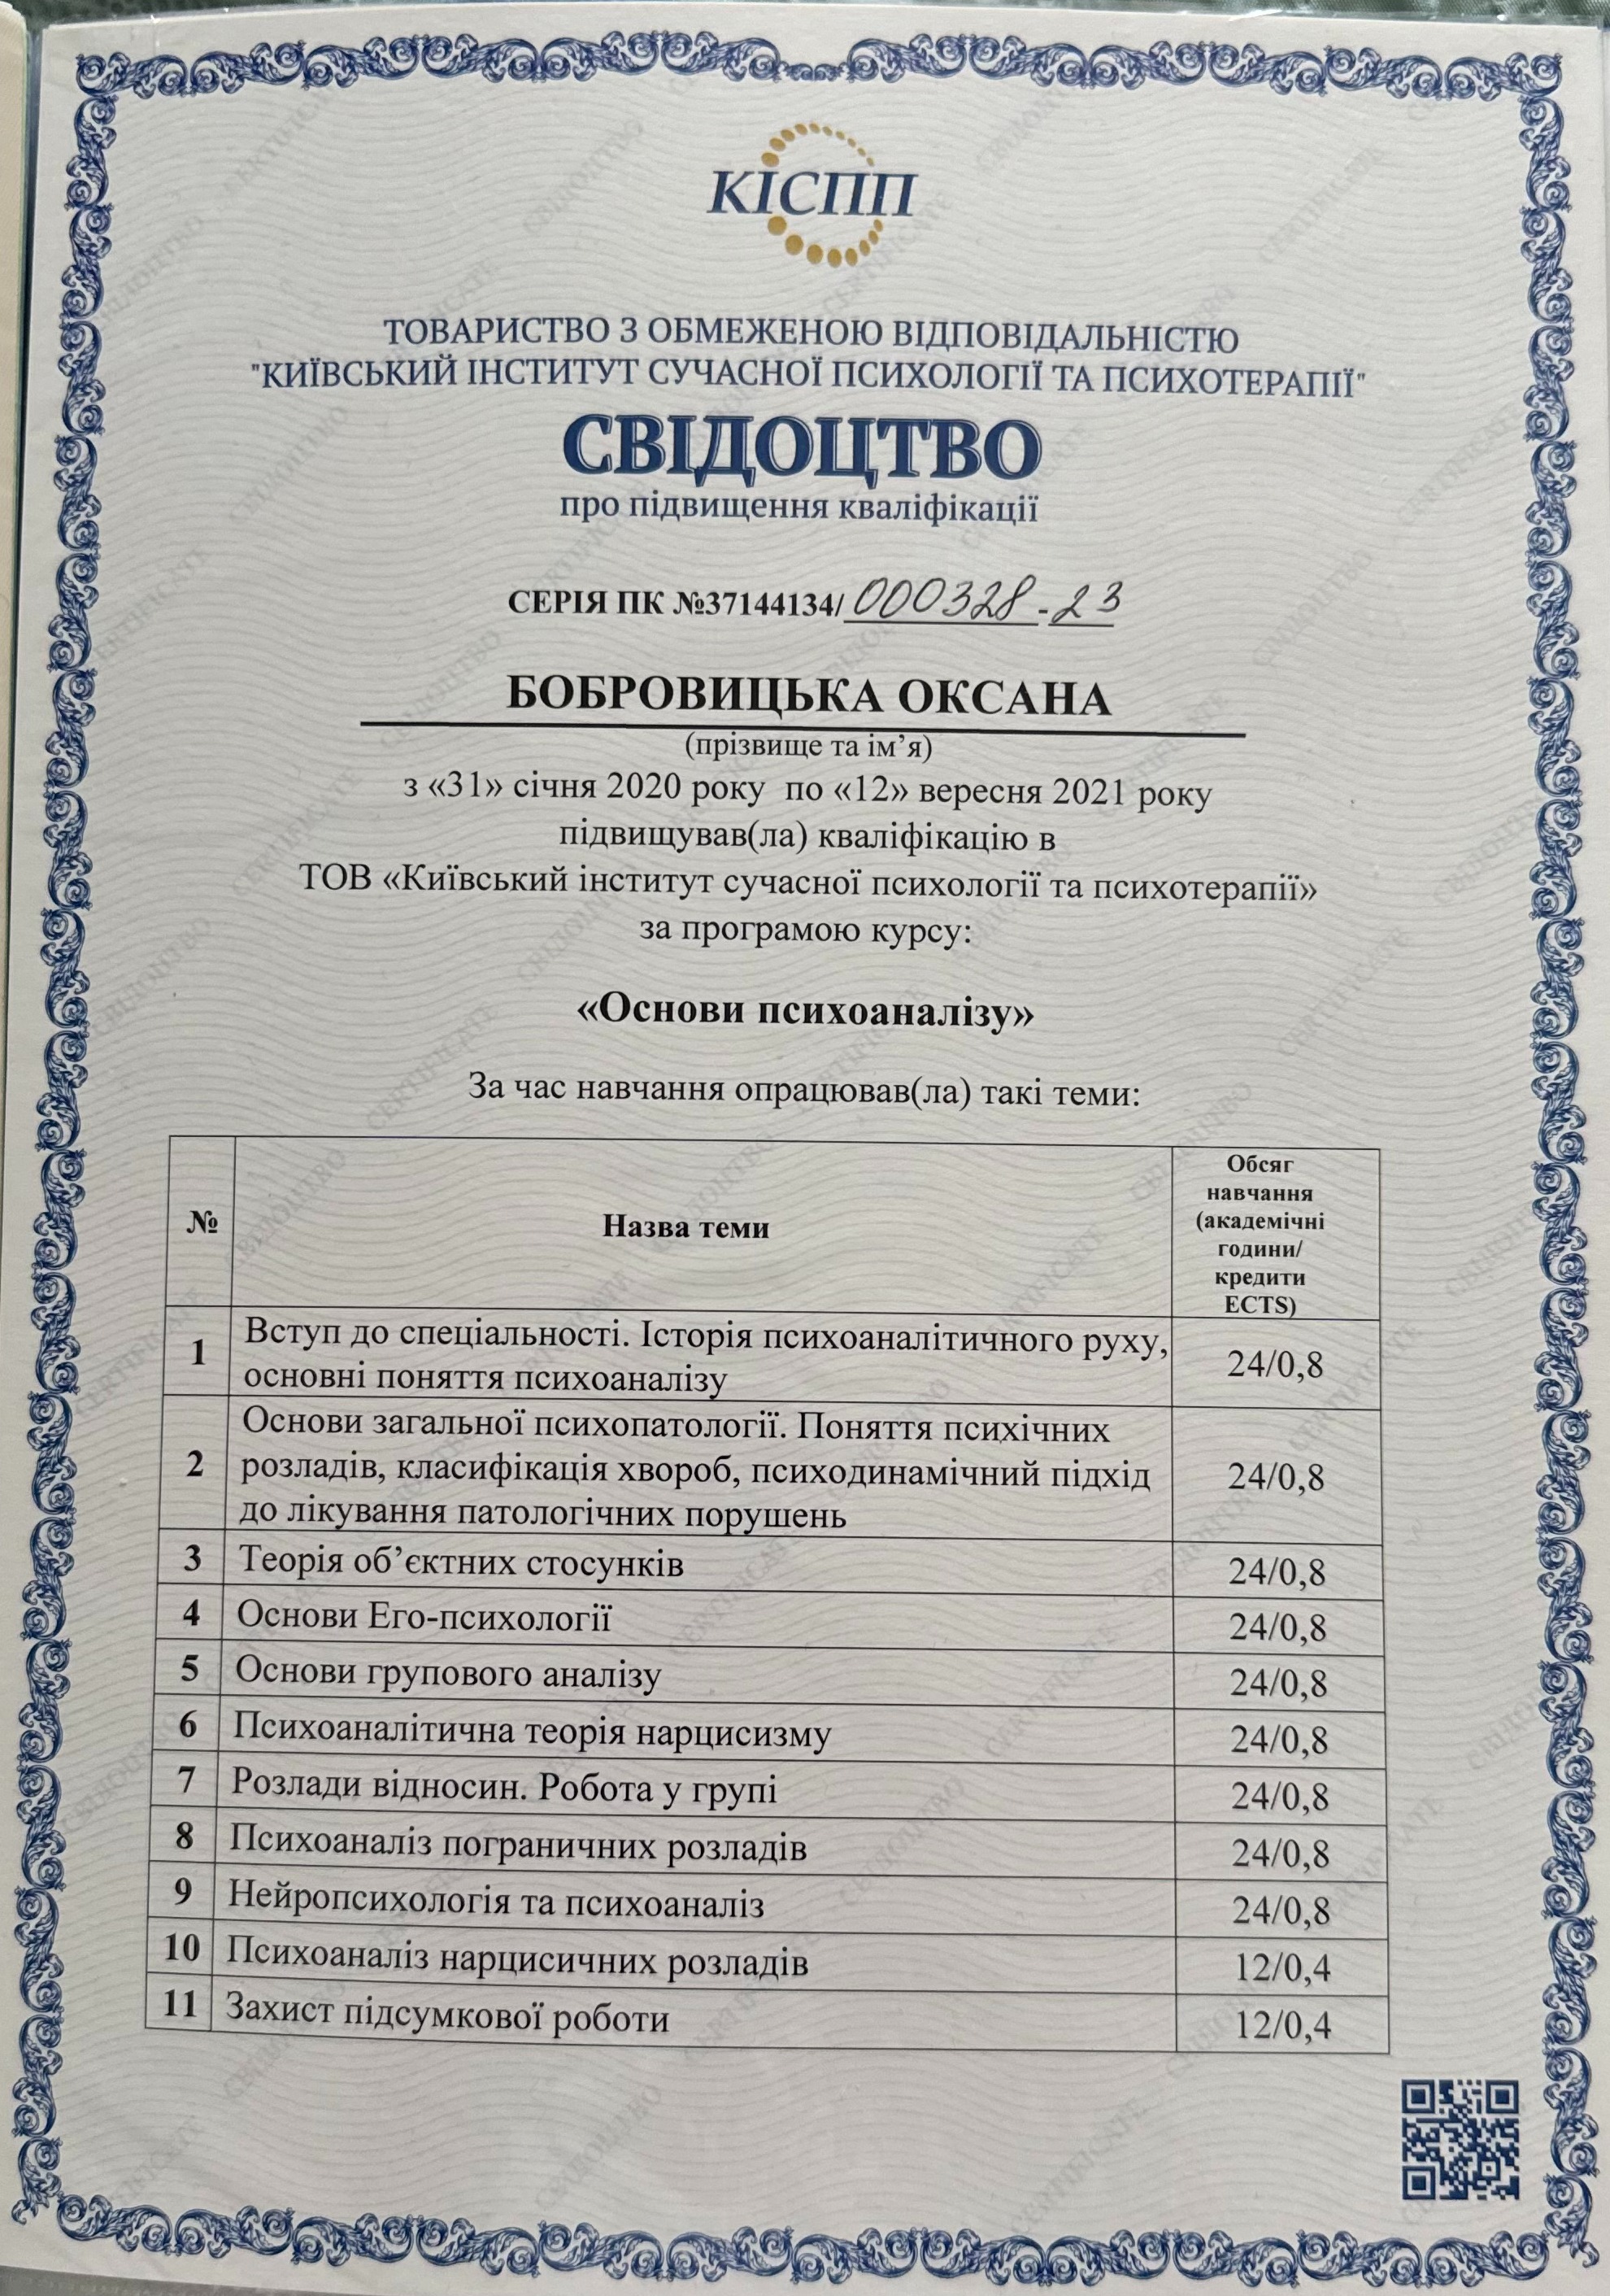 КІСПП
ТОВАРИСТВО З ОБМЕЖЕНОЮ ВІДПОВІДАЛЬНІСТЮ
"КИЇВСЬКИЙ ІНСТИТУТ СУЧАСНОЇ ПСИХОЛОГІЇ ТА ПСИХОТЕРАПІЇ"
СВІДОЦТВО
про підвищення кваліфікації
СЕРІЯ ПК №37144134/000328-23
БОБРОВИЦЬКА ОКСАНА
(прізвище та ім’я)
з «31» січня 2020 року по «12» вересня 2021 року
підвищував(ла) кваліфікацію в
ТОВ «Київський інститут сучасної психології та психотерапії»
за програмою курсу:
«Основи психоаналізу»
За час навчання опрацював(ла) такі теми:
№
Назва теми
Обсяг
навчання
(академічні
години/
кредити
ECTS)
1 Вступ до спеціальності. Історія психоаналітичного руху,
основні поняття психоаналізу 24/0,8
2 Основи загальної психопатології. Поняття психічних
розладів, класифікація хвороб, психодинамічний підхід
до лікування патологічних порушень 24/0,8
3 Теорія об’єктних стосунків 24/0,8
4 Основи Его-психології 24/0,8
5 Основи групового аналізу 24/0,8
6 Психоаналітична теорія нарцисизму 24/0,8
7 Розлади відносин. Робота у групі 24/0,8
8 Психоаналіз пограничних розладів 24/0,8
9 Нейропсихологія та психоаналіз 24/0,8
10 Психоаналіз нарцисичних розладів 12/0,4
11 Захист підсумкової роботи 12/0,4